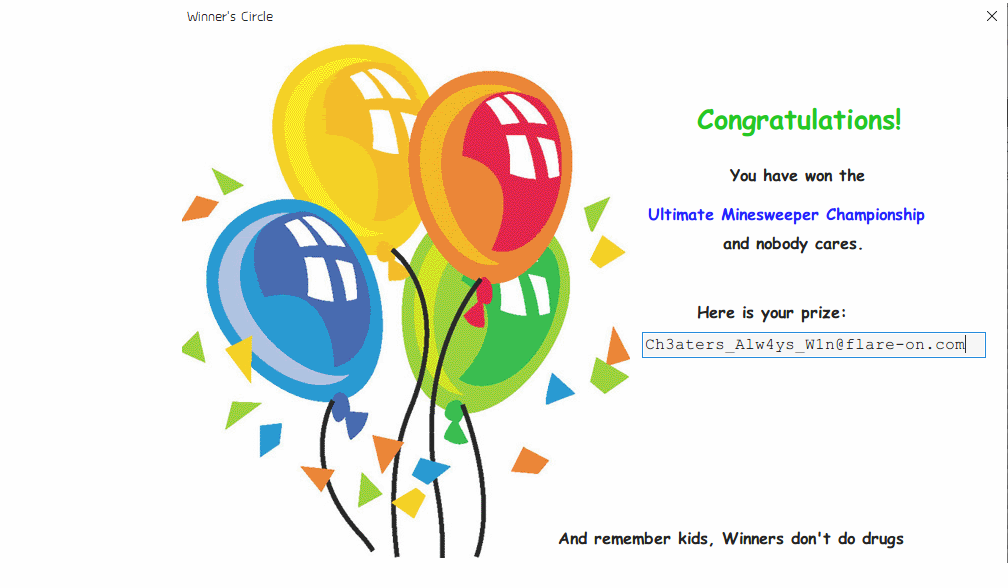 Winner's Circle
Congratulations!
You have won the
Ultimate Minesweeper Championship
and nobody cares.
Here is your prize:
Ch3aters_Alw4ys_W1n@flare-on.com
And remember kids, Winners don't do drugs